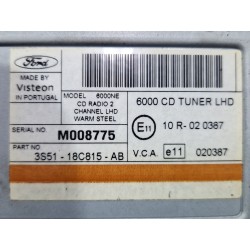 Ford
MADE BY
Visteon
IN PORTUGAL
MODEL 6000NE
CD RADIO 2
CHANNEL LHD
WARM STEEL
6000 CD TUNER LHD
SERIAL NO
M008775
E11 10 R- 02 0387
PART NO
3S51 - 18C815 - AB
V.C.A. e11 020387